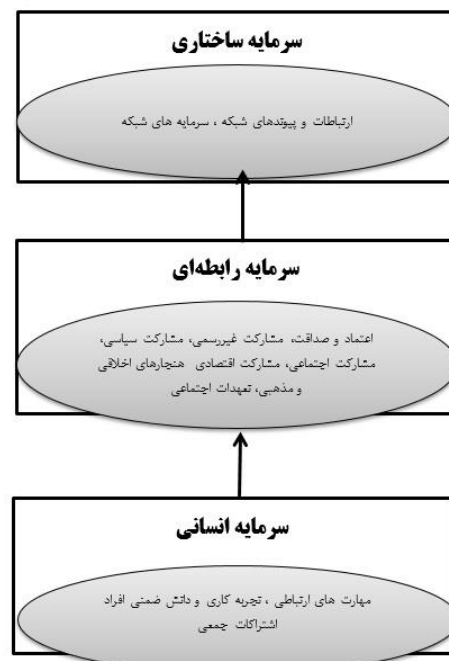 سرمایه ساختاری
ارتباطات و پیوندهای شبکه ، سرمایه های شبکه
سرمایه رابطه‌ای
اعتماد و صداقت، مشارکت غیررسمی، مشارکت سیاسی،
مشارکت اجتماعی، مشارکت اقتصادی هنجارهای اخلاقی
و مذهبی، تعهدات اجتماعی
سرمایه انسانی
مهارت های ارتباطی ، تجربه کاری و دانش ضمنی افراد
اشتراکات جمعی